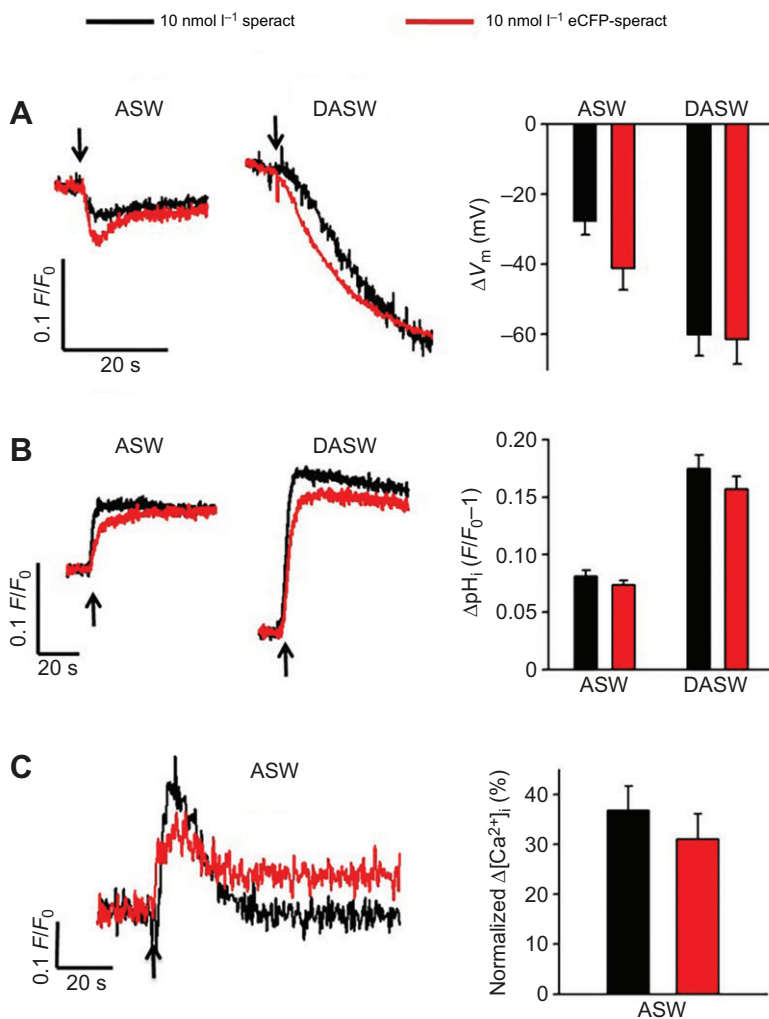 10 nmol l⁻¹ speract    10 nmol l⁻¹ eCFP-speract
A
ASW    DASW
0.1 F/F₀
20 s
ASW    DASW
0
–20
–40
–60
ΔVₘ (mV)
B
ASW    DASW
0.1 F/F₀
20 s
0.20
0.15
0.10
0.05
0
ΔpHᵢ (F/F₀–1)
ASW    DASW
C
ASW
0.1 F/F₀
20 s
40
30
20
10
0
Normalized Δ[Ca²⁺]ᵢ (%)
ASW